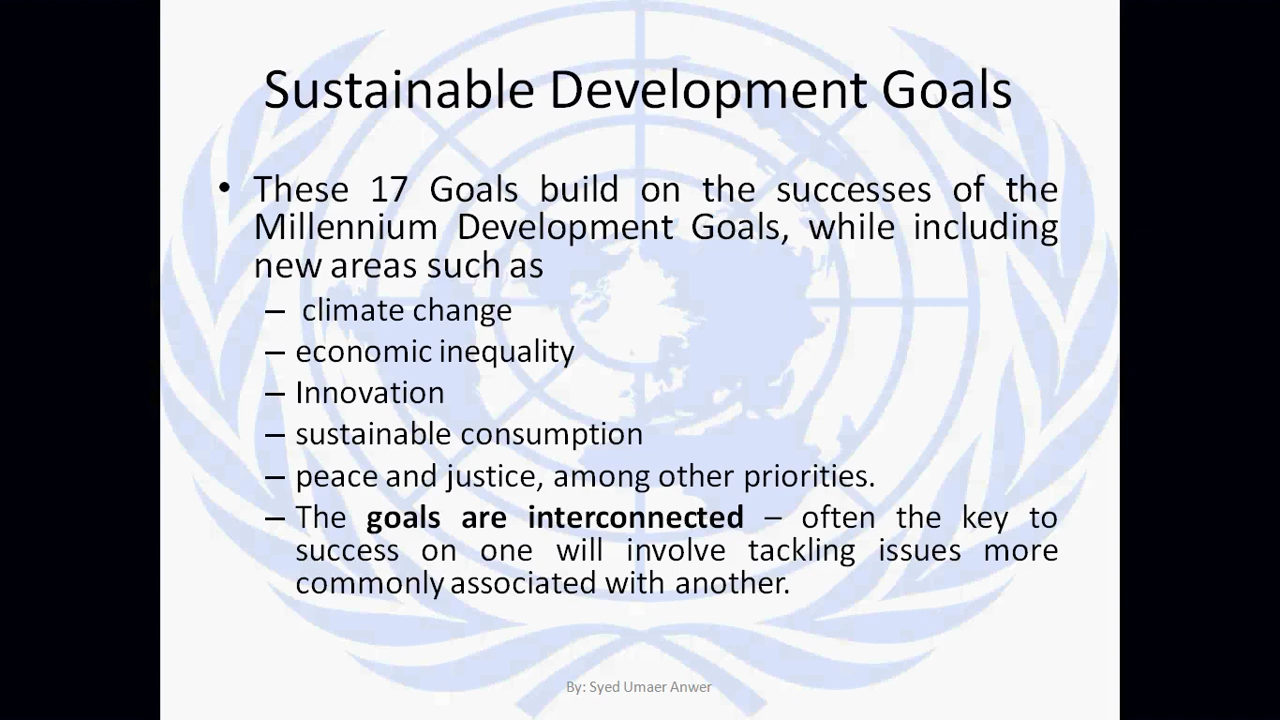 Sustainable Development Goals
• These 17 Goals build on the successes of the
Millennium Development Goals, while including
new areas such as
– climate change
– economic inequality
– Innovation
– sustainable consumption
– peace and justice, among other priorities.
– The goals are interconnected – often the key to
success on one will involve tackling issues more
commonly associated with another.
By: Syed Umaer Anwer